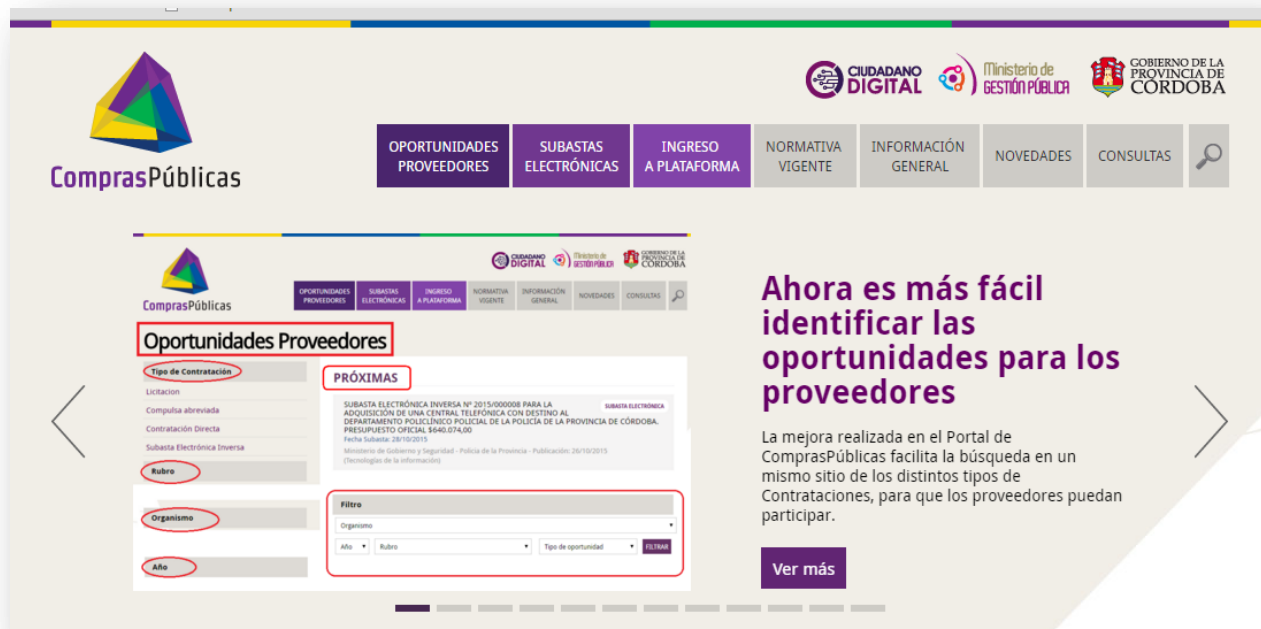 CIUDADANO
DIGITAL
Ministerio de
GESTIÓN PÚBLICA
GOBIERNO DE LA
PROVINCIA DE
CÓRDOBA
ComprasPúblicas
OPORTUNIDADES
PROVEEDORES
SUBASTAS
ELECTRÓNICAS
INGRESO
A PLATAFORMA
NORMATIVA
VIGENTE
INFORMACIÓN
GENERAL
NOVEDADES
CONSULTAS
CIUDADANO
DIGITAL
Ministerio de
GESTIÓN PÚBLICA
GOBIERNO DE LA
PROVINCIA DE
CÓRDOBA
ComprasPúblicas
OPORTUNIDADES
PROVEEDORES
SUBASTAS
ELECTRÓNICAS
INGRESO
A PLATAFORMA
NORMATIVA
VIGENTE
INFORMACIÓN
GENERAL
NOVEDADES
CONSULTAS
Oportunidades Proveedores
Tipo de Contratación
Licitacion
Compulsa abreviada
Contratación Directa
Subasta Electrónica Inversa
Rubro
Organismo
Año
PRÓXIMAS
SUBASTA ELECTRÓNICA INVERSA Nº 2015/000008 PARA LA
ADQUISICIÓN DE UNA CENTRAL TELEFÓNICA CON DESTINO AL
DEPARTAMENTO POLICLÍNICO POLICIAL DE LA POLICÍA DE LA PROVINCIA DE CÓRDOBA.
PRESUPUESTO OFICIAL $640.074,00
SUBASTA ELECTRÓNICA
Fecha Subasta: 28/10/2015
Ministerio de Gobierno y Seguridad - Policia de la Provincia - Publicación: 26/10/2015
(Tecnologías de la información)
Filtro
Organismo
Año
Rubro
Tipo de oportunidad
FILTRAR
Ahora es más fácil
identificar las
oportunidades para los
proveedores
La mejora realizada en el Portal de
ComprasPúblicas facilita la búsqueda en un
mismo sitio de los distintos tipos de
Contrataciones, para que los proveedores puedan
participar.
Ver más